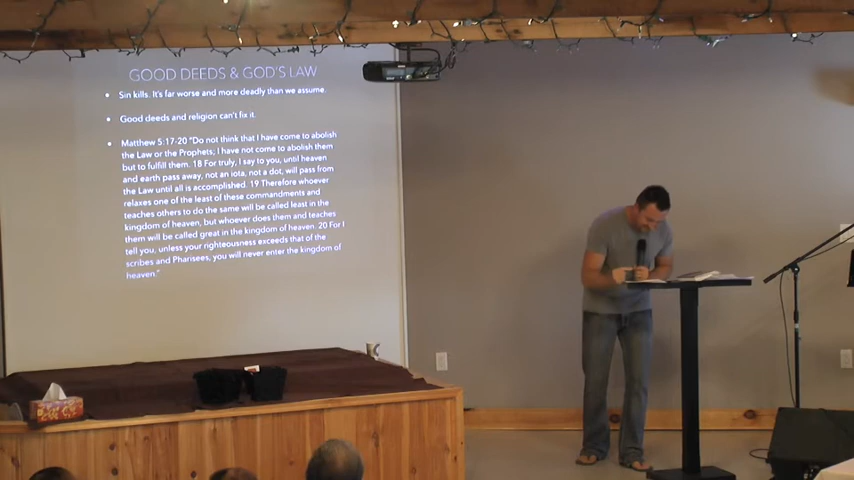 GOOD DEEDS & GOD'S LAW
• Sin kills. It's far worse and more deadly than we assume.
• Good deeds and religion can't fix it.
• Matthew 5:17-20 "Do not think that I have come to abolish
the Law or the Prophets; I have not come to abolish them
but to fulfill them. 18 For truly, I say to you, until heaven
and earth pass away, not an iota, not a dot, will pass from
the Law until all is accomplished. 19 Therefore whoever
relaxes one of the least of these commandments and
teaches others to do the same will be called least in the
kingdom of heaven, but whoever does them and teaches
them will be called great in the kingdom of heaven. 20 For I
tell you, unless your righteousness exceeds that of the
scribes and Pharisees, you will never enter the kingdom of
heaven."